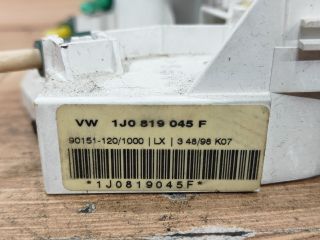 VW 1J0 819 045 F
90151-120/1000 | LX | 3 48/98 K07
*1J0819045F*